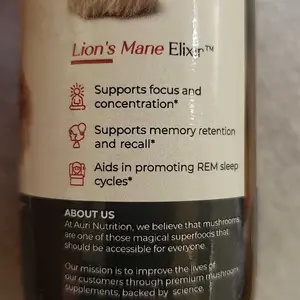 Lion's Mane Elixir™
Supports focus and
concentration*
Supports memory retention
and recall*
Aids in promoting REM sleep
cycles*
ABOUT US
At Auri Nutrition, we believe that mushrooms
are one of those magical superfoods that
should be accessible for everyone.
Our mission is to improve the lives of
our customers through premium mushroom
supplements, backed by science.